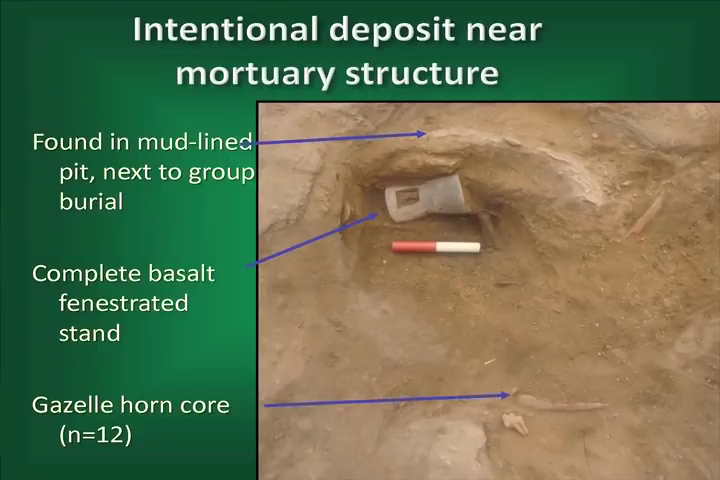 Intentional deposit near
mortuary structure
Found in mud-lined
pit, next to group
burial
Complete basalt
fenestrated
stand
Gazelle horn core
(n=12)